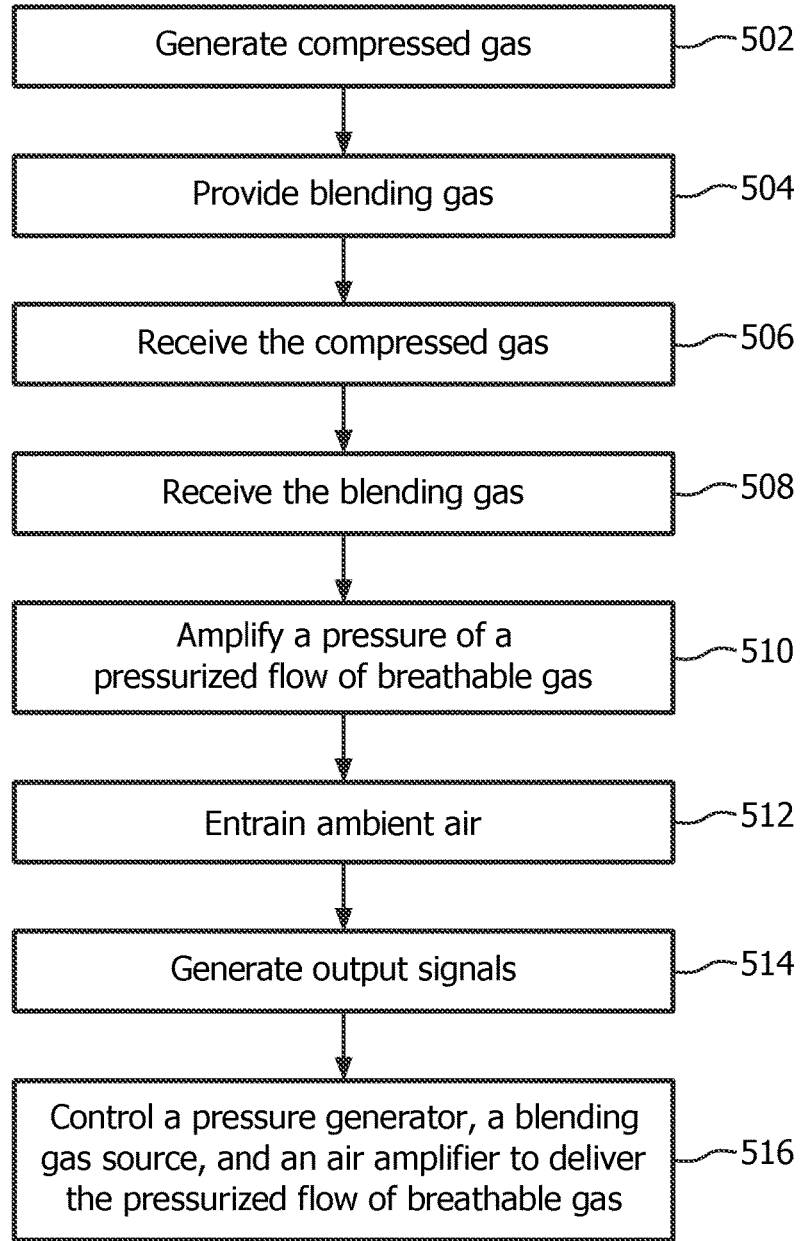 Generate compressed gas
502
Provide blending gas
504
Receive the compressed gas
506
Receive the blending gas
508
Amplify a pressure of a
pressurized flow of breathable gas
510
Entrain ambient air
512
Generate output signals
514
Control a pressure generator, a blending
gas source, and an air amplifier to deliver
the pressurized flow of breathable gas
516